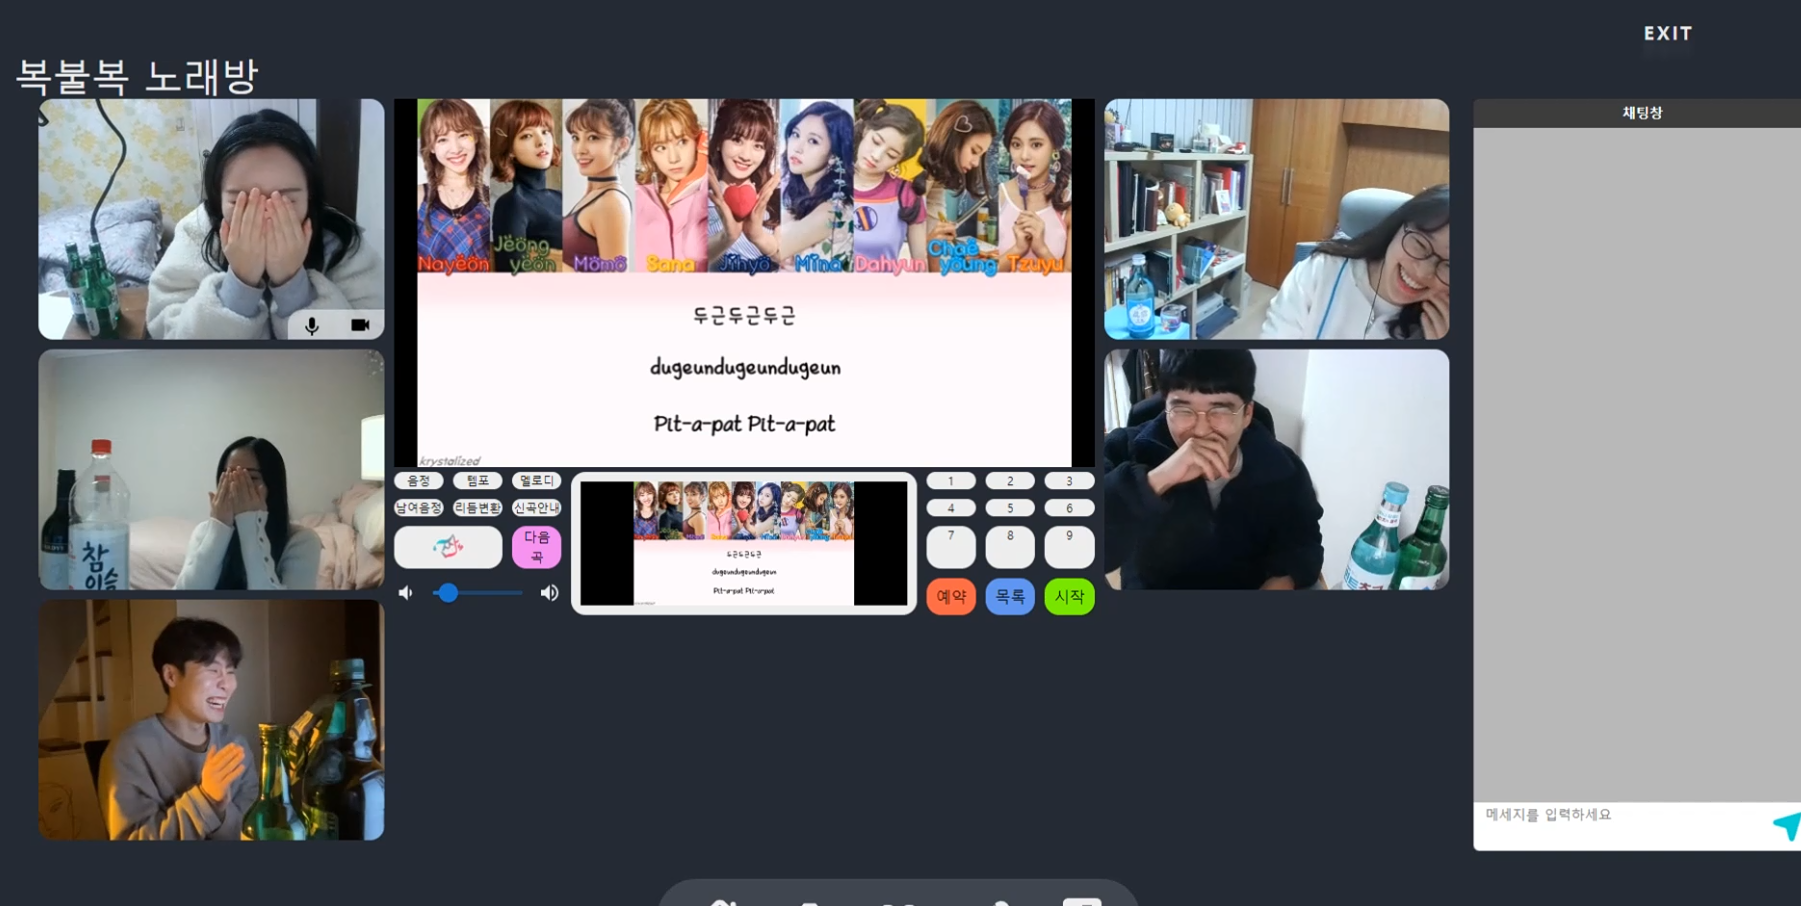 EXIT
복불복 노래방
채팅창
Nayeon
Jeong
yeon
Momo
Sana
Jihyo
Mina
Dahyun
Chae
young
Tzuyu
두근두근두근
dugeundugeundugeun
Pit-a-pat Pit-a-pat
krystalized
음정 템포 멜로디
남여음정 리듬변환 신곡안내
다음
곡
두근두근두근
dugeundugeundugeun
Pit-a-pat Pit-a-pat
1 2 3
4 5 6
7 8 9
예약 목록 시작
참
이슬
메세지를 입력하세요